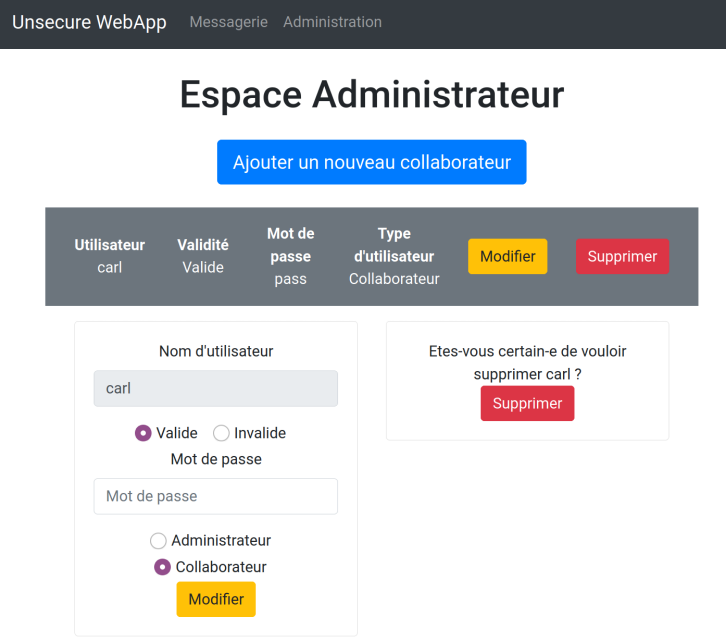 Unsecure WebApp Messagerie Administration
Espace Administrateur
Ajouter un nouveau collaborateur
Utilisateur
carl
Validité
Valide
Mot de
passe
pass
Type
d'utilisateur
Collaborateur
Modifier
Supprimer
Nom d'utilisateur
carl
Valide Invalide
Mot de passe
Mot de passe
Administrateur
Collaborateur
Modifier
Etes-vous certain-e de vouloir
supprimer carl ?
Supprimer